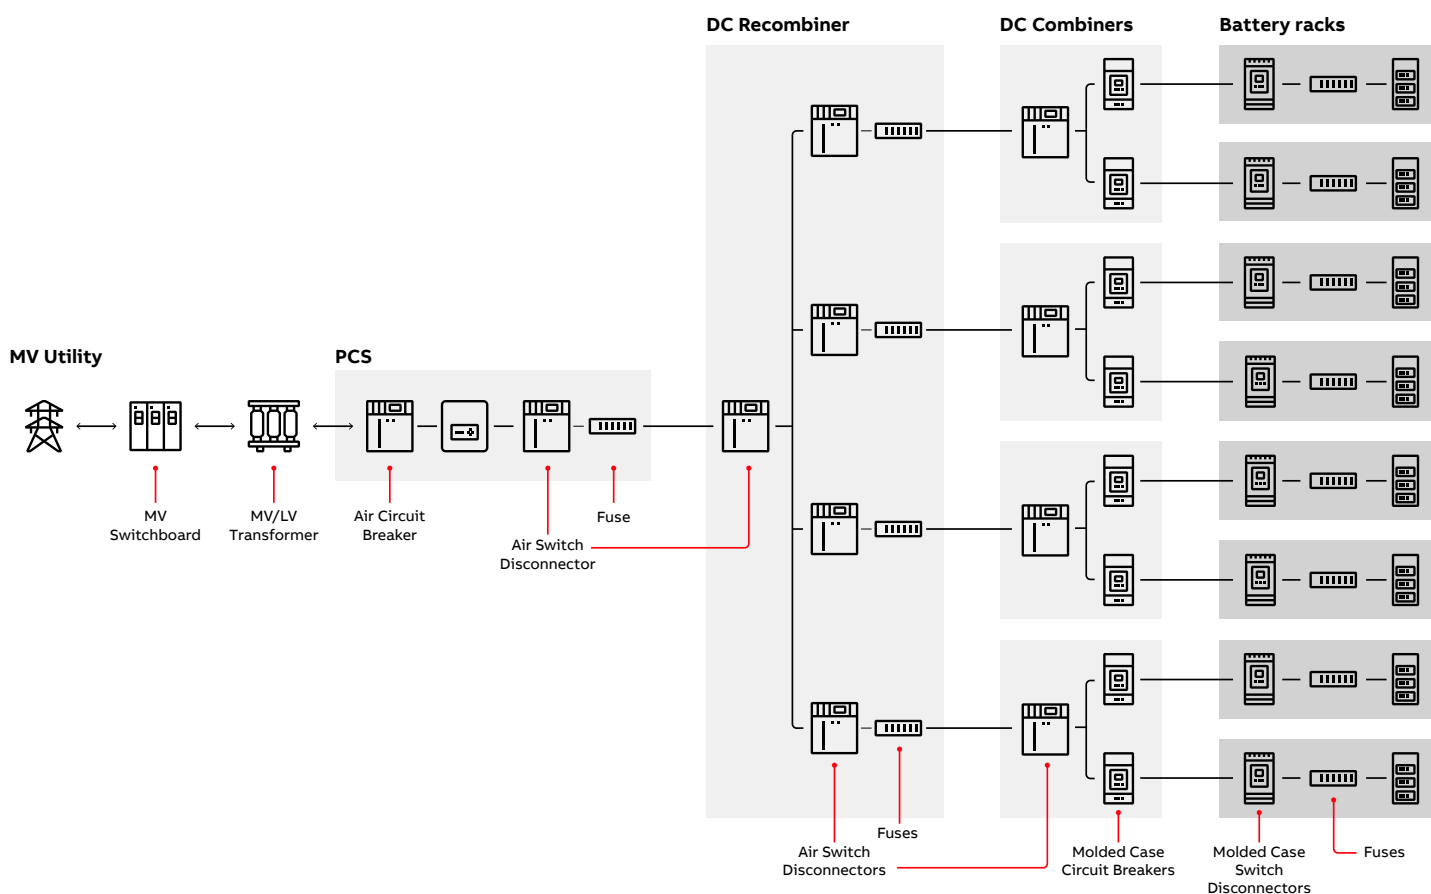 DC Recombiner
DC Combiners
Battery racks
MV Utility
PCS
MV
Switchboard
MV/LV
Transformer
Air Circuit
Breaker
Air Switch
Disconnector
Fuse
Fuses
Air Switch
Disconnectors
Molded Case
Circuit Breakers
Molded Case
Switch
Disconnectors
Fuses